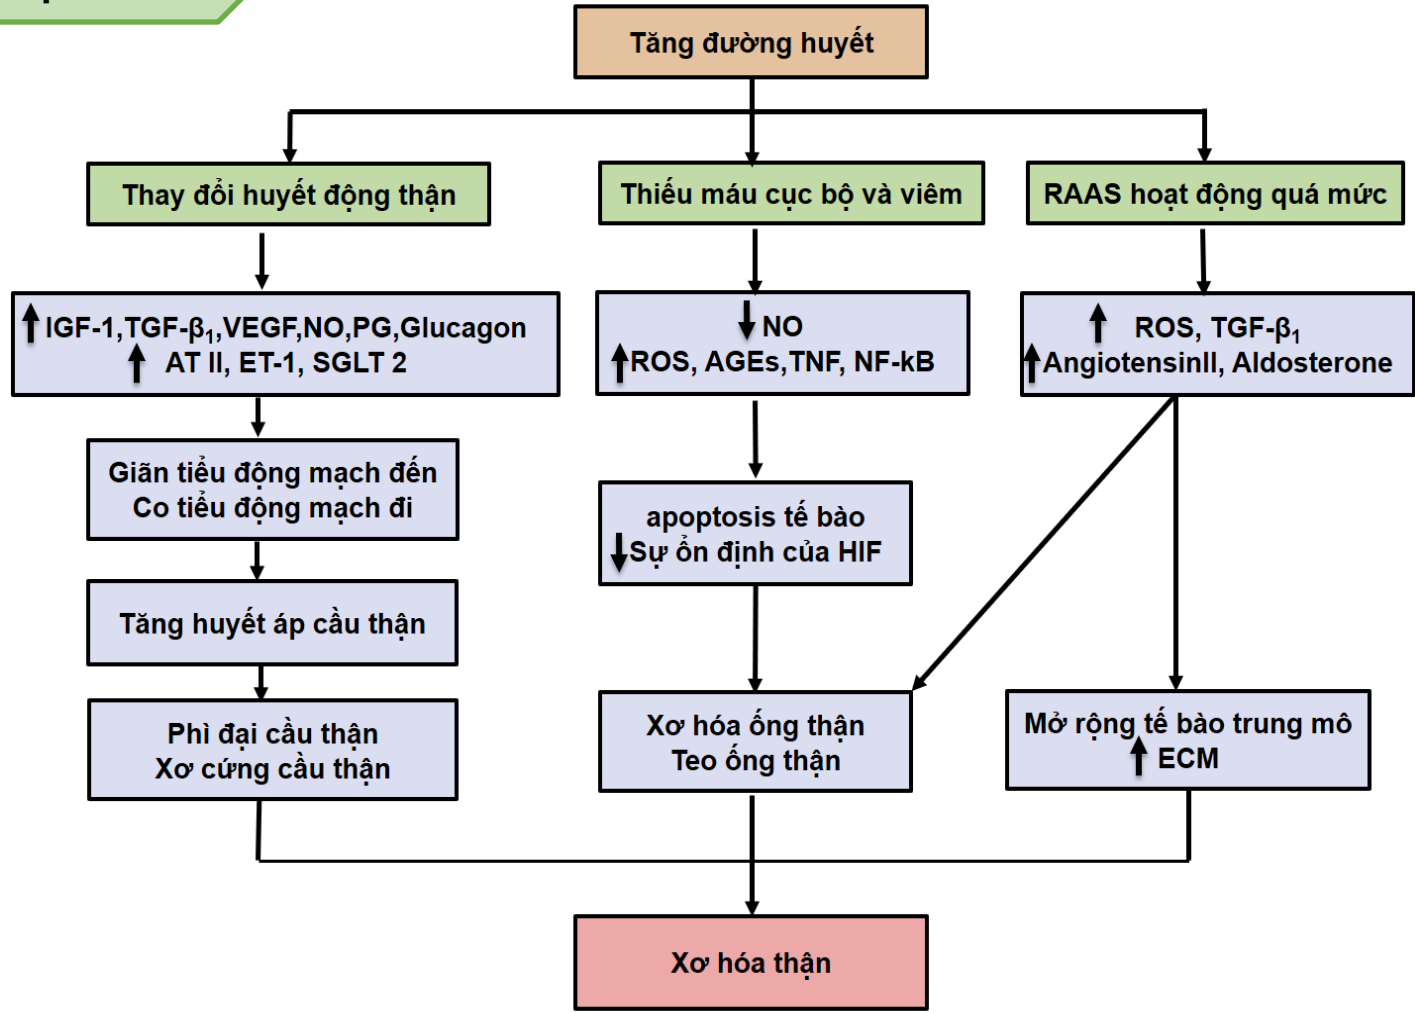 Tăng đường huyết
Thay đổi huyết động thận
Thiếu máu cục bộ và viêm
RAAS hoạt động quá mức
IGF-1,TGF-β₁,VEGF,NO,PG,Glucagon
AT II, ET-1, SGLT 2
NO
ROS, AGEs,TNF, NF-kB
ROS, TGF-β₁
AngiotensinII, Aldosterone
Giãn tiểu động mạch đến
Co tiểu động mạch đi
apoptosis tế bào
Sự ổn định của HIF
Tăng huyết áp cầu thận
Phì đại cầu thận
Xơ cứng cầu thận
Xơ hóa ống thận
Teo ống thận
Mở rộng tế bào trung mô
ECM
Xơ hóa thận